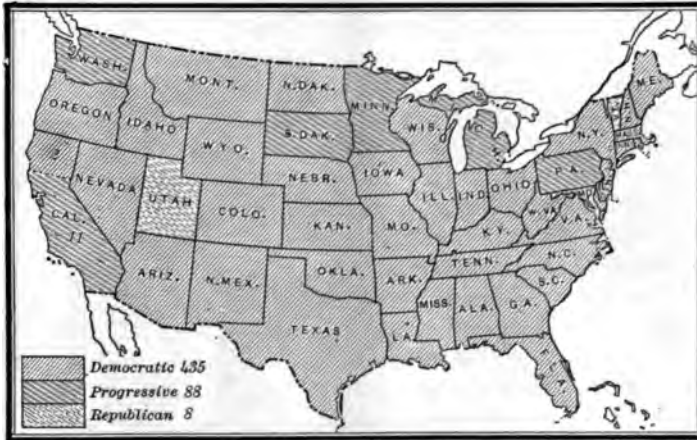 WASH.
MONT.
N.DAK.
MINN.
ME.
OREGON
IDAHO
S.DAK.
WIS.
N.Y.
WYO.
2
NEVADA
UTAH
NEBR.
IOWA
PA.
CAL.
11
COLO.
ILL.
IND.
OHIO
W.VA.
VA.
KAN.
MO.
KY.
ARIZ.
N.MEX.
OKLA.
ARK.
TENN.
N.C.
S.C.
TEXAS
LA.
MISS.
ALA.
GA.
FLA.
Democratic 435
Progressive 88
Republican 8